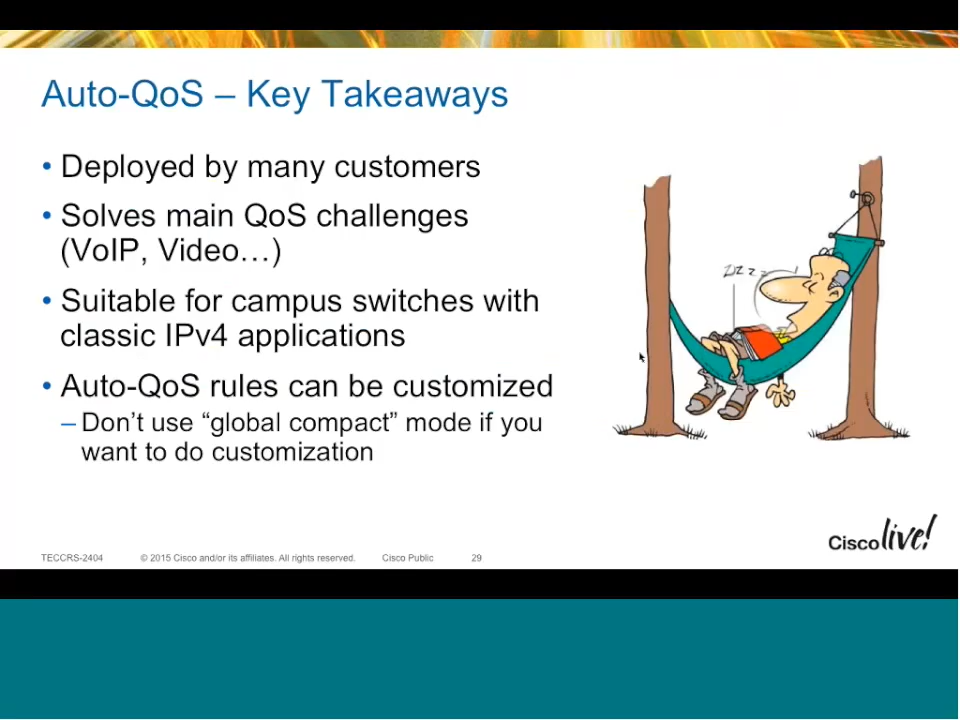 Auto-QoS – Key Takeaways
• Deployed by many customers
• Solves main QoS challenges
(VoIP, Video…)
• Suitable for campus switches with
classic IPv4 applications
• Auto-QoS rules can be customized
– Don’t use “global compact” mode if you
want to do customization
zz z z
Cisco live!
TECCRS-2404 © 2015 Cisco and/or its affiliates. All rights reserved. Cisco Public 29